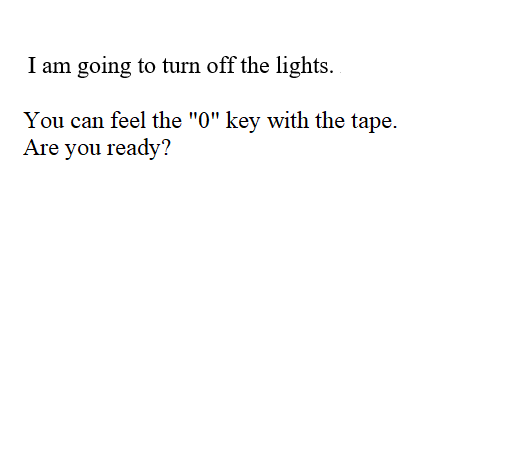 I am going to turn off the lights.
You can feel the "0" key with the tape.
Are you ready?